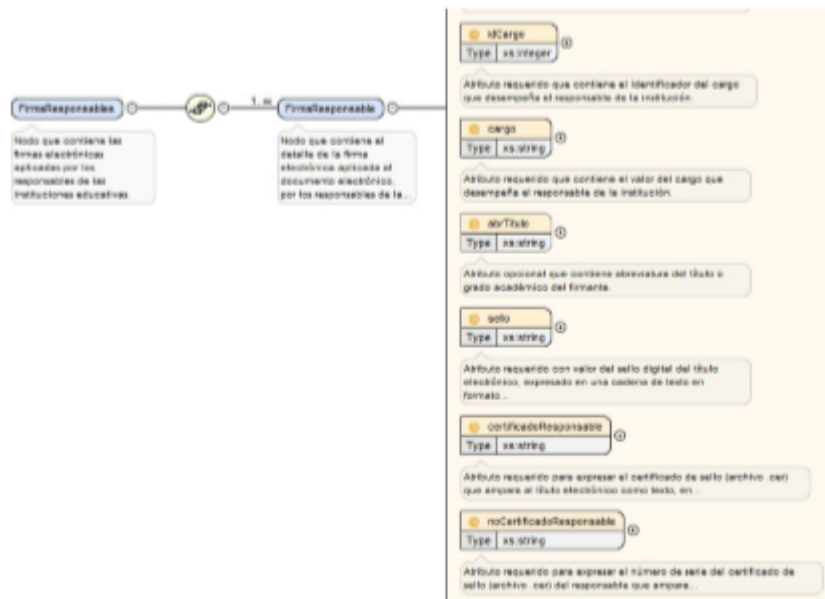 FirmaResponsables
1..∞
FirmaResponsable
Nodo que contiene las
firmas electrónicas
aplicadas por los
responsables de las
instituciones educativas.
Nodo que contiene el
detalle de la firma
electrónica aplicada al
documento electrónico,
por los responsables de la...
idCargo
Type xs:integer
Atributo requerido que contiene el identificador del cargo
que desempeña el responsable de la institución.
cargo
Type xs:string
Atributo requerido que contiene el valor del cargo que
desempeña el responsable de la institución.
abrTitulo
Type xs:string
Atributo opcional que contiene abreviatura del título o
grado académico del firmante.
sello
Type xs:string
Atributo requerido con valor del sello digital del título
electrónico, expresado en una cadena de texto en
formato...
certificadoResponsable
Type xs:string
Atributo requerido para expresar el certificado de sello (archivo .cer)
que ampara al título electrónico como texto, en...
noCertificadoResponsable
Type xs:string
Atributo requerido para expresar el número de serie del certificado de
sello (archivo .cer) del responsable que ampara...